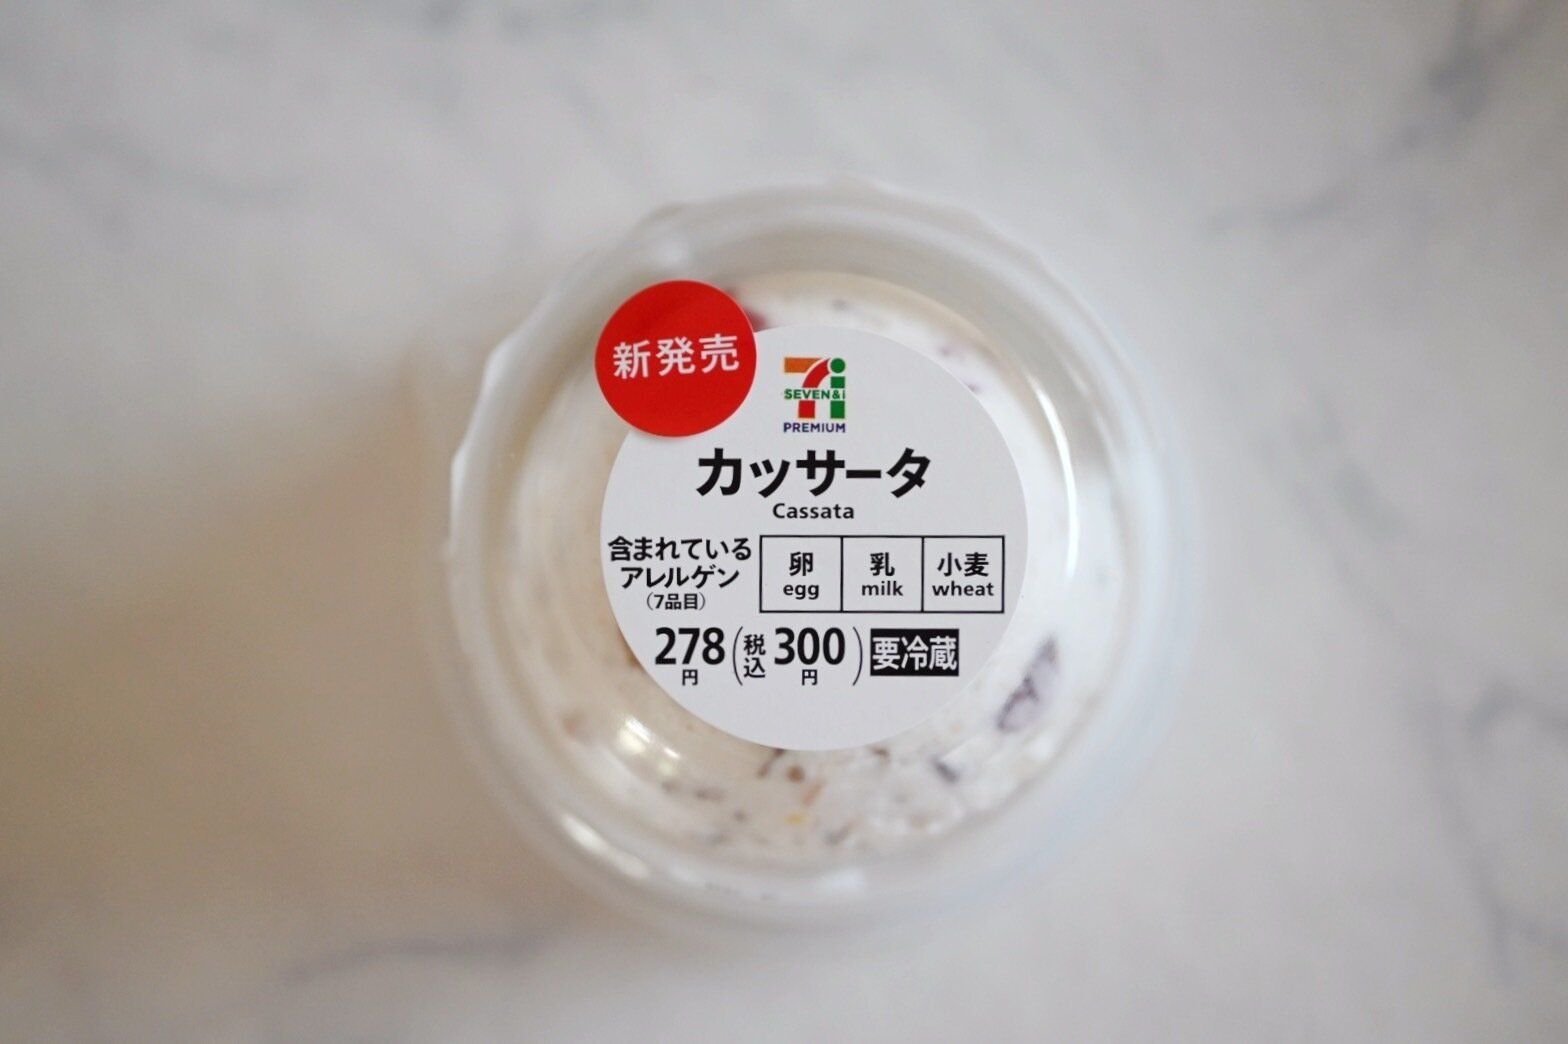 新発売
SEVEN&i
PREMIUM
カッサータ
Cassata
含まれている
アレルゲン
(7品目)
卵 乳 小麦
egg milk wheat
278円(税込300円) 要冷蔵